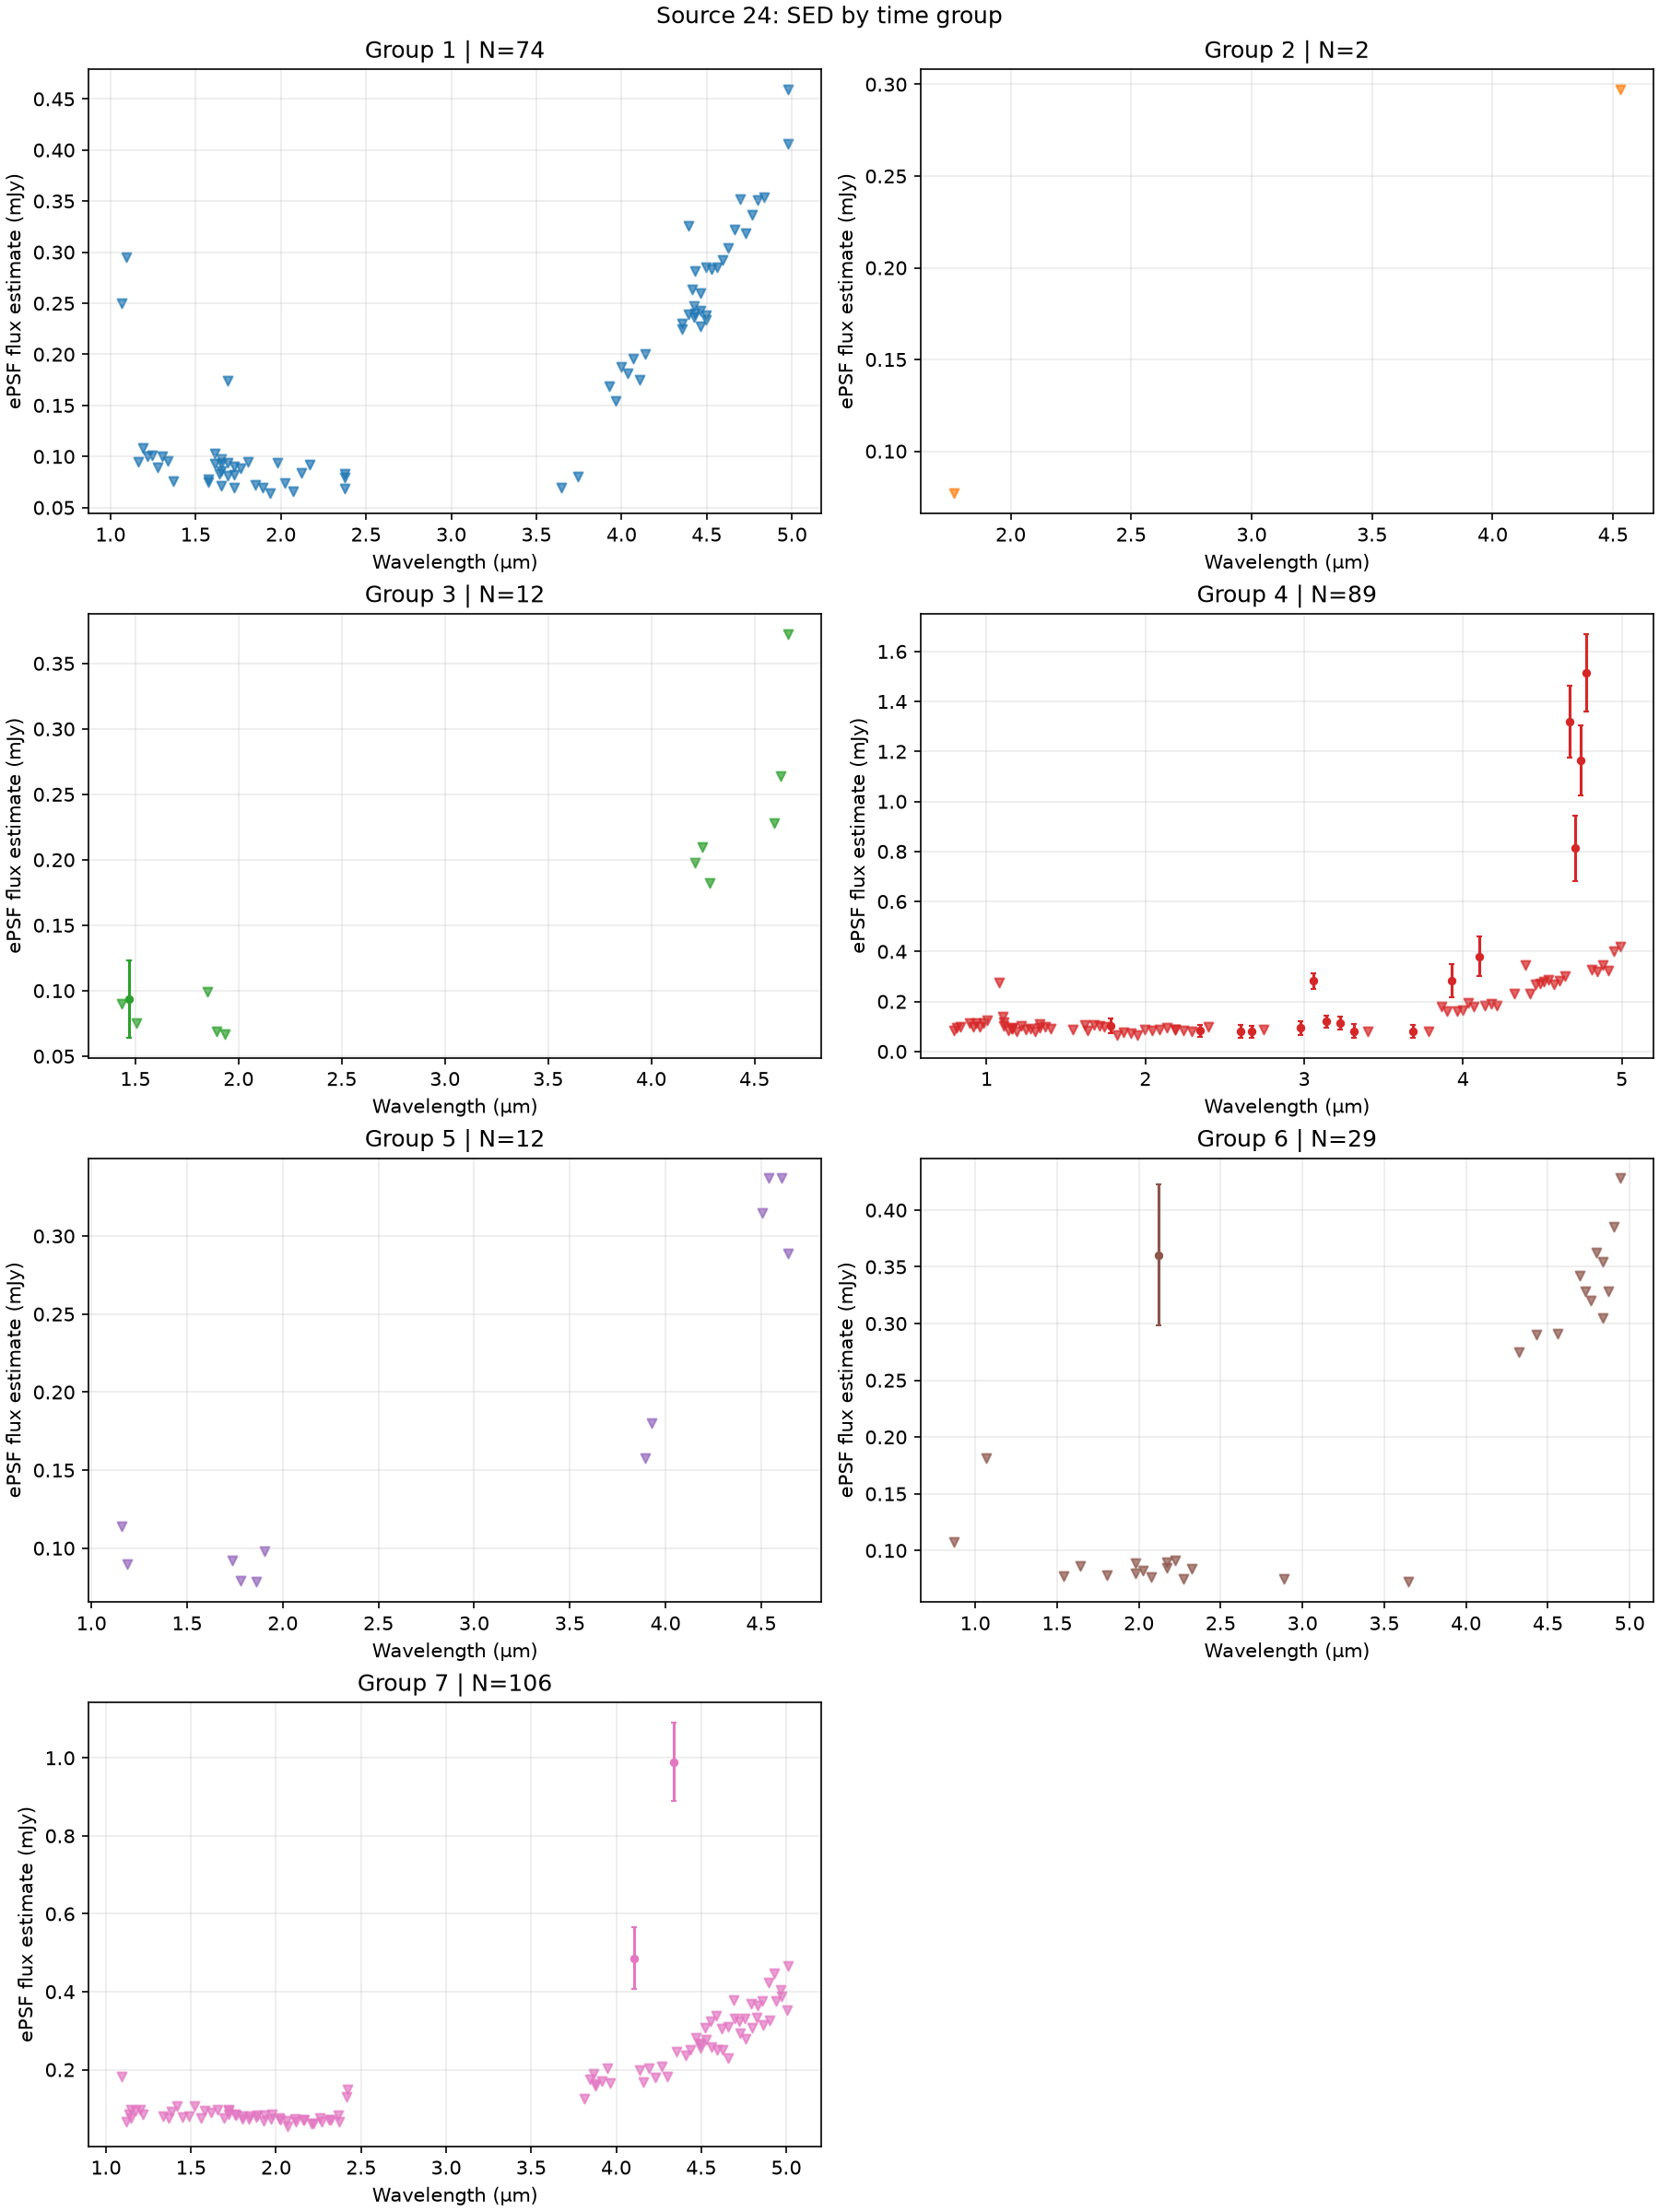 Source 24: SED by time group
Group 1 | N=74
ePSF flux estimate (mJy)
0.45
0.40
0.35
0.30
0.25
0.20
0.15
0.10
0.05
1.0 1.5 2.0 2.5 3.0 3.5 4.0 4.5 5.0
Wavelength (μm)
Group 2 | N=2
ePSF flux estimate (mJy)
0.30
0.25
0.20
0.15
0.10
2.0 2.5 3.0 3.5 4.0 4.5
Wavelength (μm)
Group 3 | N=12
ePSF flux estimate (mJy)
0.35
0.30
0.25
0.20
0.15
0.10
0.05
1.5 2.0 2.5 3.0 3.5 4.0 4.5
Wavelength (μm)
Group 4 | N=89
ePSF flux estimate (mJy)
1.6
1.4
1.2
1.0
0.8
0.6
0.4
0.2
0.0
1 2 3 4 5
Wavelength (μm)
Group 5 | N=12
ePSF flux estimate (mJy)
0.30
0.25
0.20
0.15
0.10
1.0 1.5 2.0 2.5 3.0 3.5 4.0 4.5
Wavelength (μm)
Group 6 | N=29
ePSF flux estimate (mJy)
0.40
0.35
0.30
0.25
0.20
0.15
0.10
1.0 1.5 2.0 2.5 3.0 3.5 4.0 4.5 5.0
Wavelength (μm)
Group 7 | N=106
ePSF flux estimate (mJy)
1.0
0.8
0.6
0.4
0.2
1.0 1.5 2.0 2.5 3.0 3.5 4.0 4.5 5.0
Wavelength (μm)